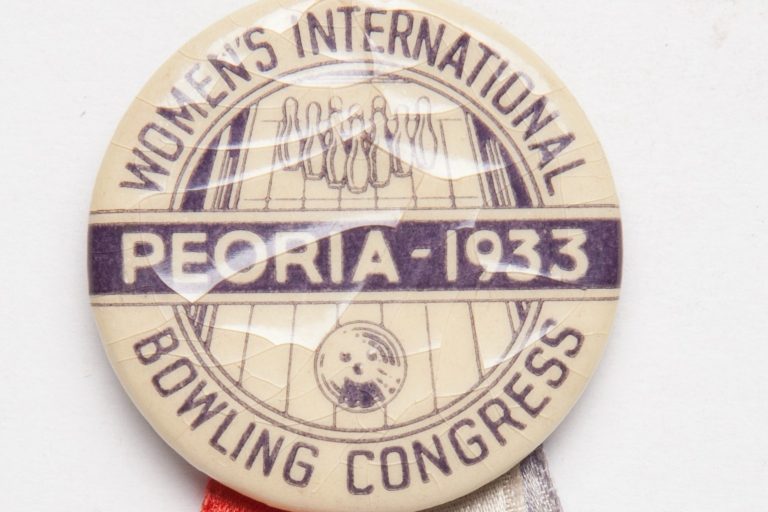 WOMEN'S INTERNATIONAL
PEORIA-1933
BOWLING CONGRESS